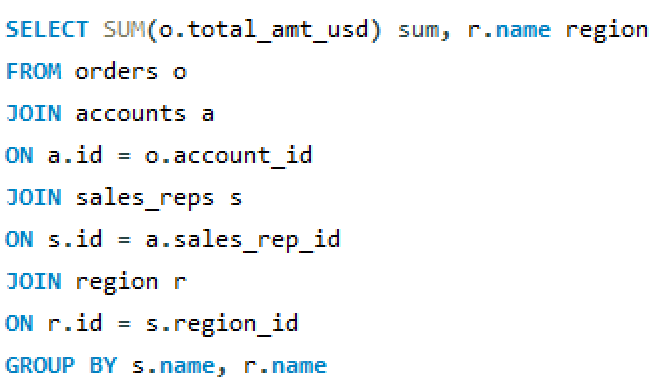 SELECT SUM(o.total_amt_usd) sum, r.name region
FROM orders o
JOIN accounts a
ON a.id = o.account_id
JOIN sales_reps s
ON s.id = a.sales_rep_id
JOIN region r
ON r.id = s.region_id
GROUP BY s.name, r.name